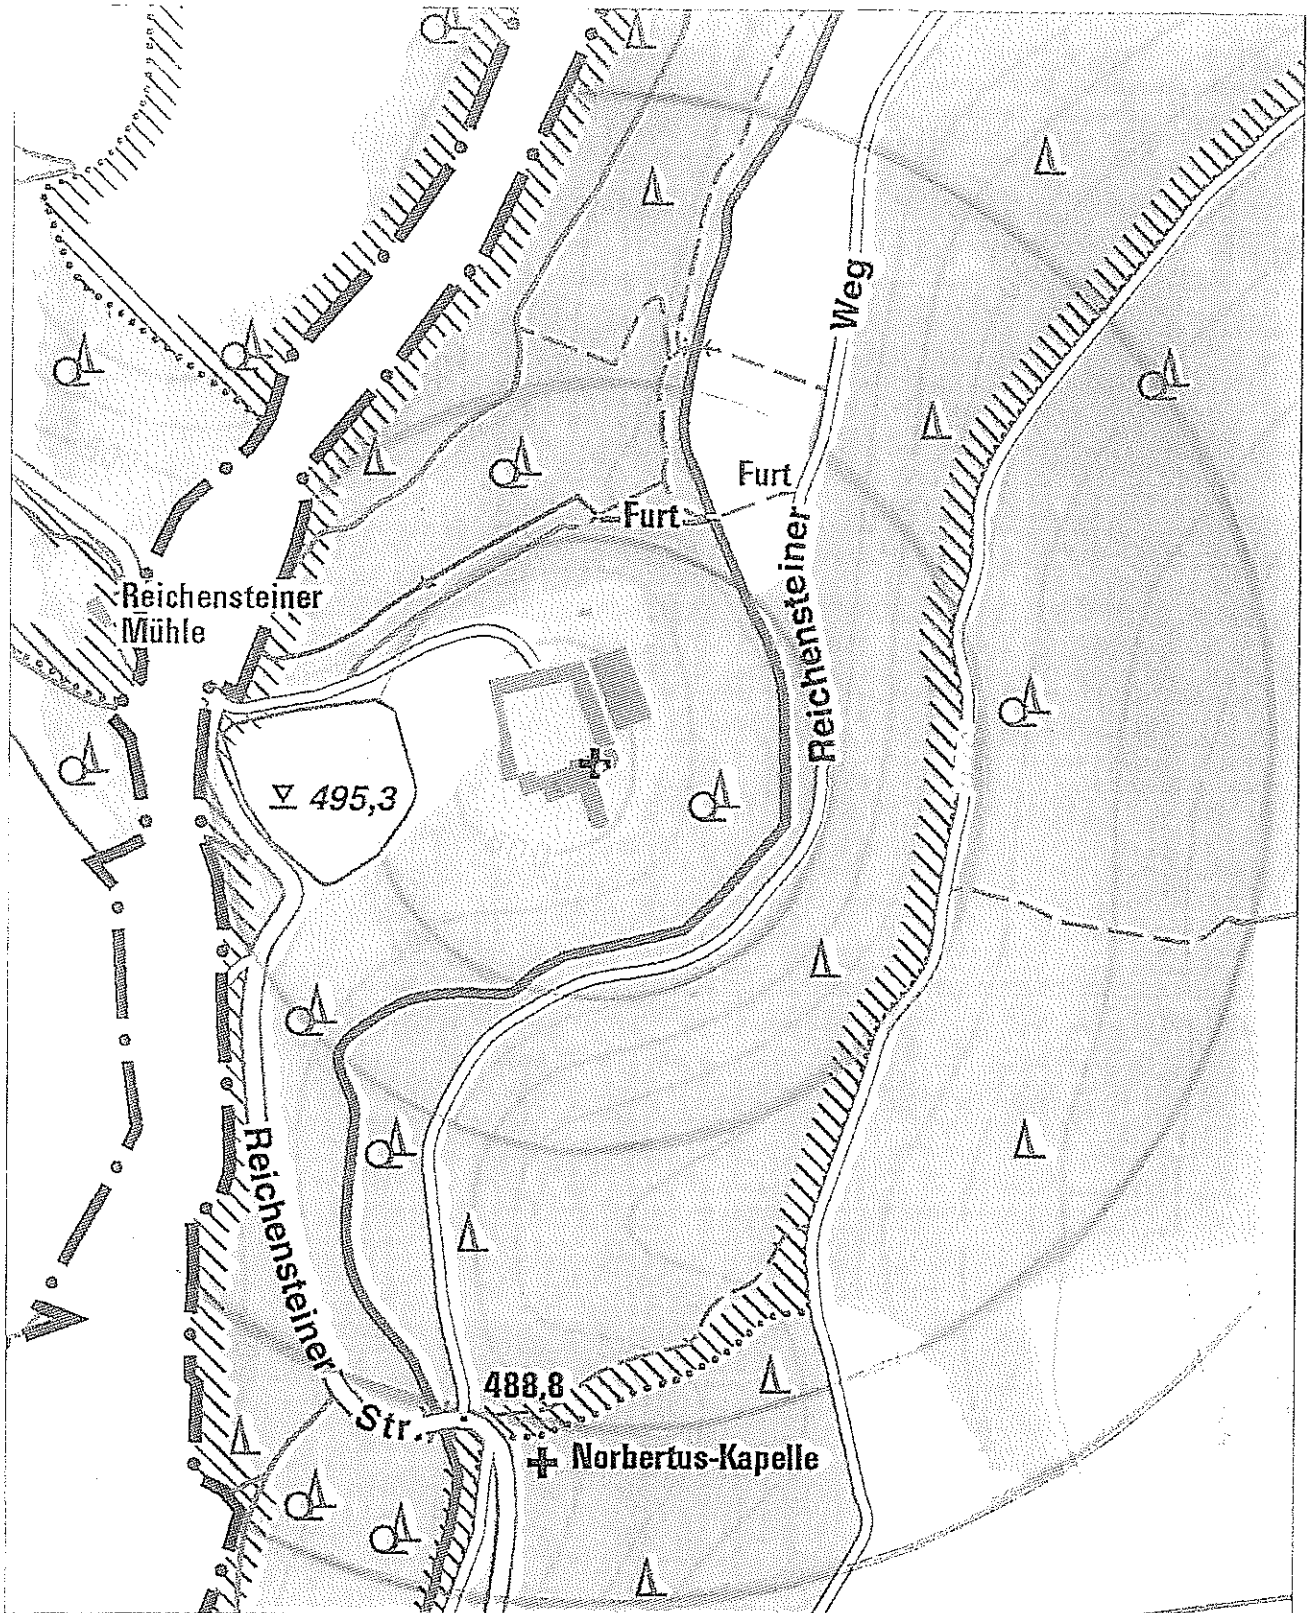 Weg
Furt
Furt
Reichensteiner
Reichensteiner
Mühle
495,3
Reichensteiner
Str.
488,8
Norbertus-Kapelle